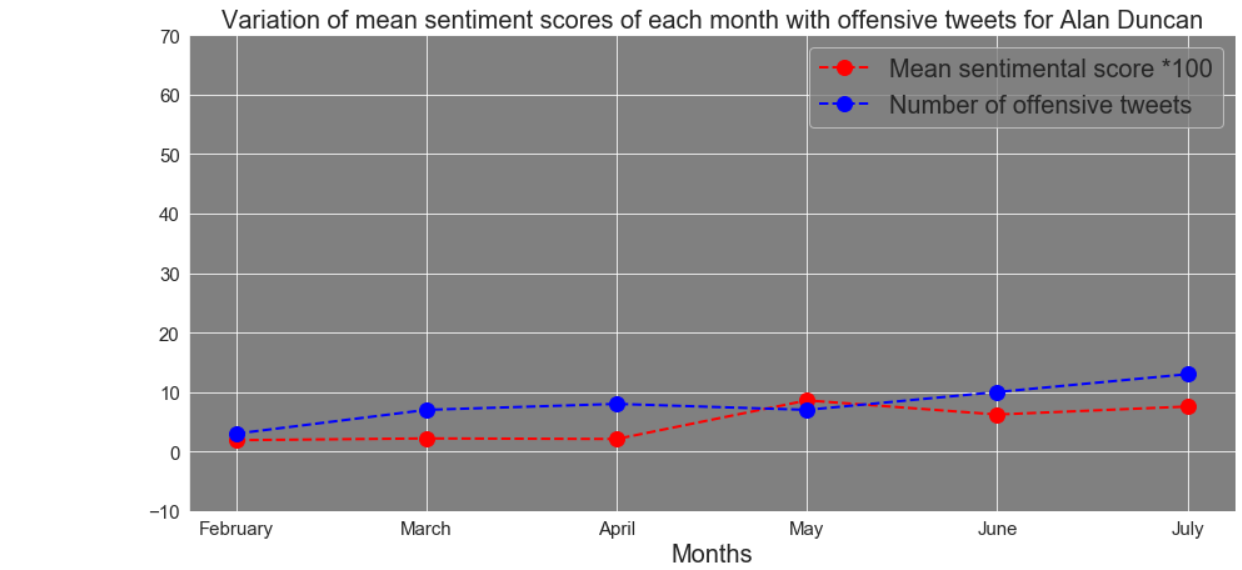 Variation of mean sentiment scores of each month with offensive tweets for Alan Duncan
Mean sentimental score *100
Number of offensive tweets
70
60
50
40
30
20
10
0
−10
February March April May June July
Months